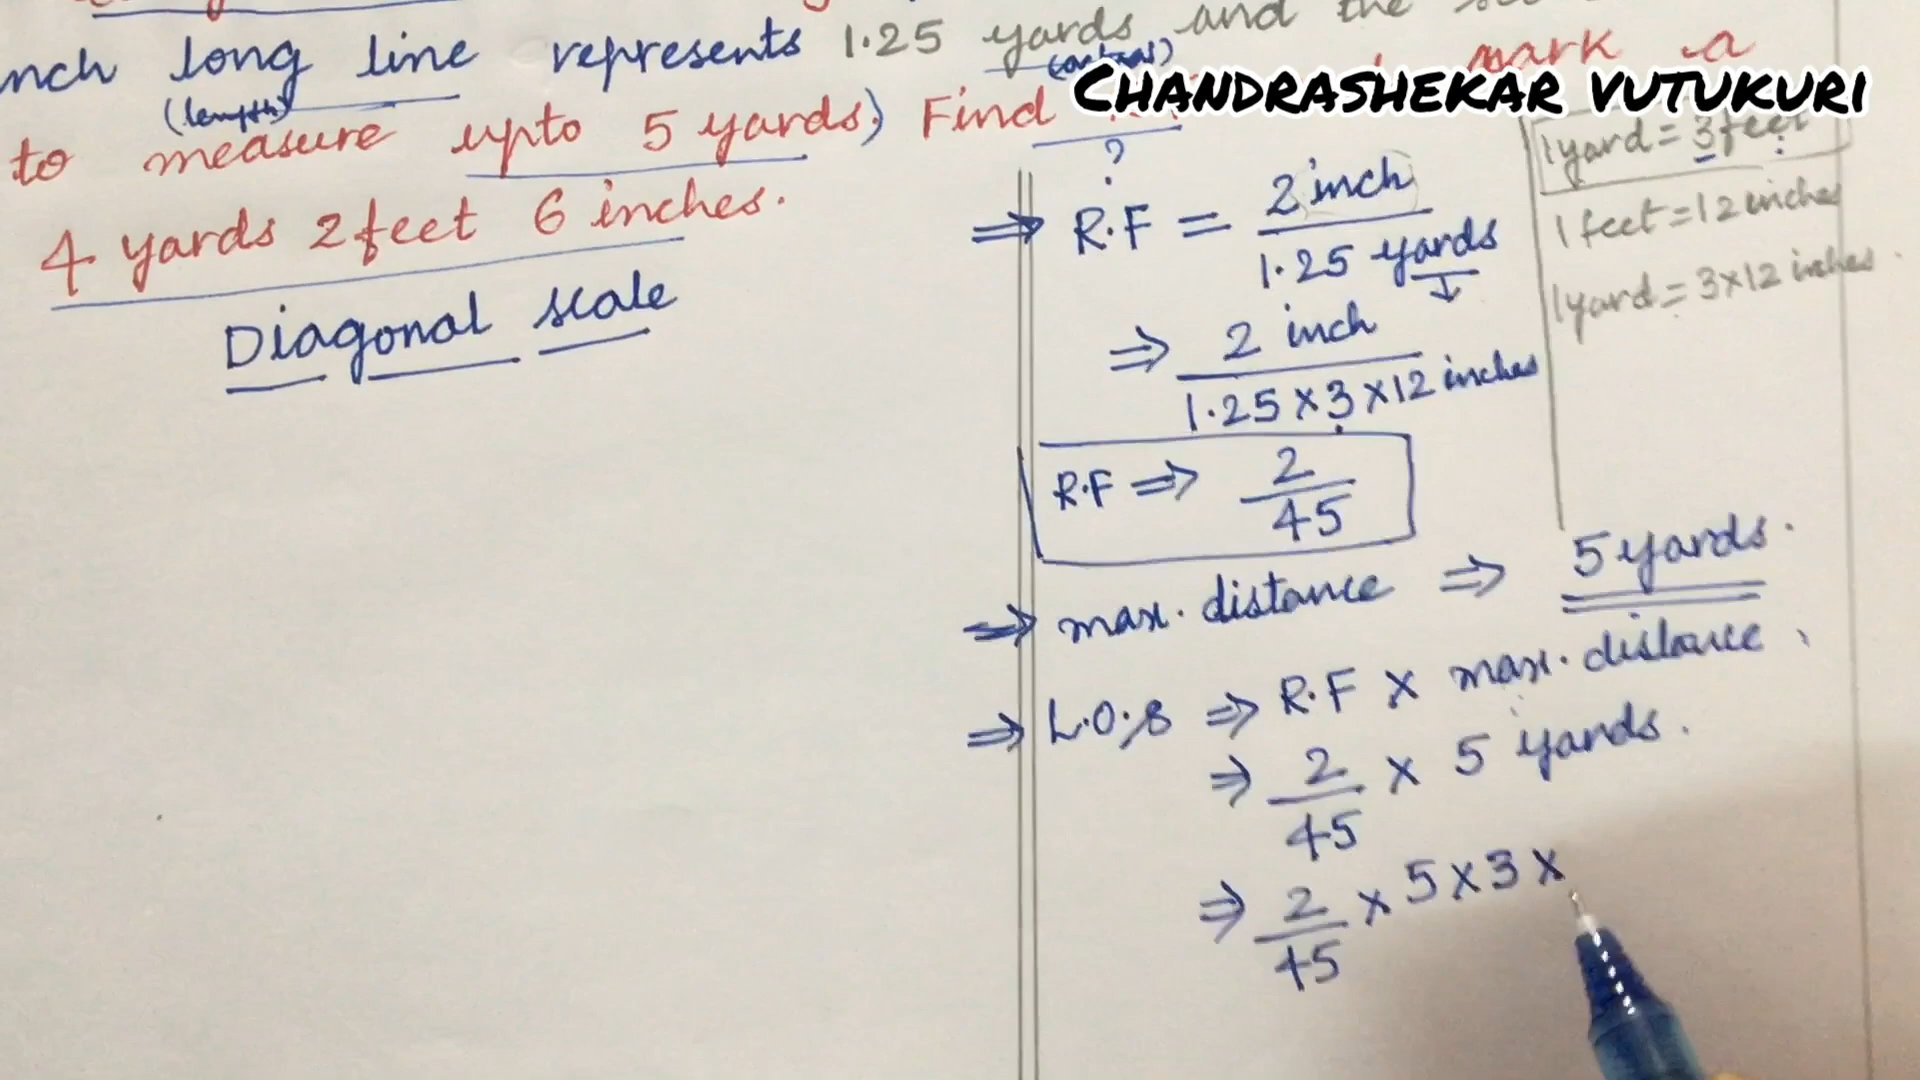 nch long line represents 1.25 yards and the
(length)
CHANDRASHEKAR VUTUKURI
mark a
to measure upto 5 yards.) Find
?
4 yards 2 feet 6 inches.
Diagonal scale
⇒ R.F = 2 inch / 1.25 yards
⇒ 2 inch / 1.25 × 3 × 12 inches
R.F ⇒ 2 / 45
⇒ max. distance ⇒ 5 yards.
⇒ L.O.S ⇒ R.F × max. distance
⇒ 2 / 45 × 5 yards.
⇒ 2 / 45 × 5 × 3 ×
1 yard = 3 feet
1 feet = 12 inches
1 yard = 3 × 12 inches